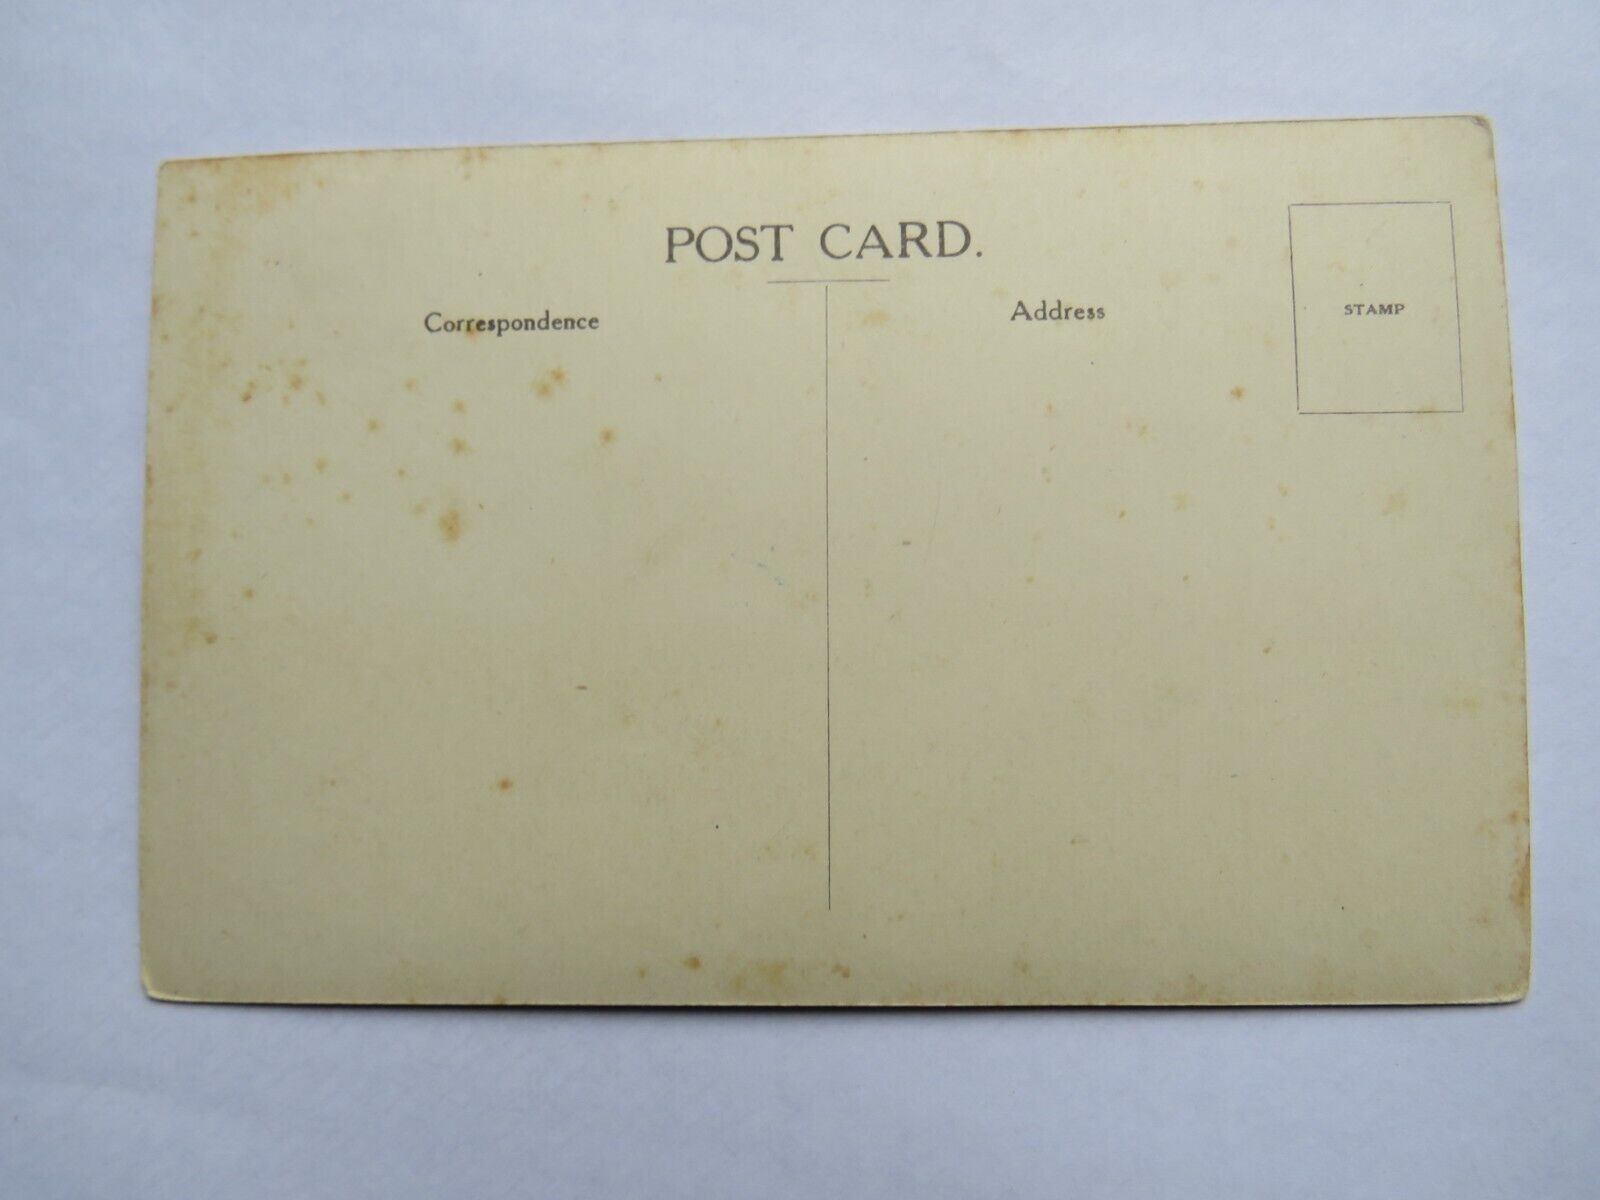 POST CARD.
Correspondence
Address
STAMP